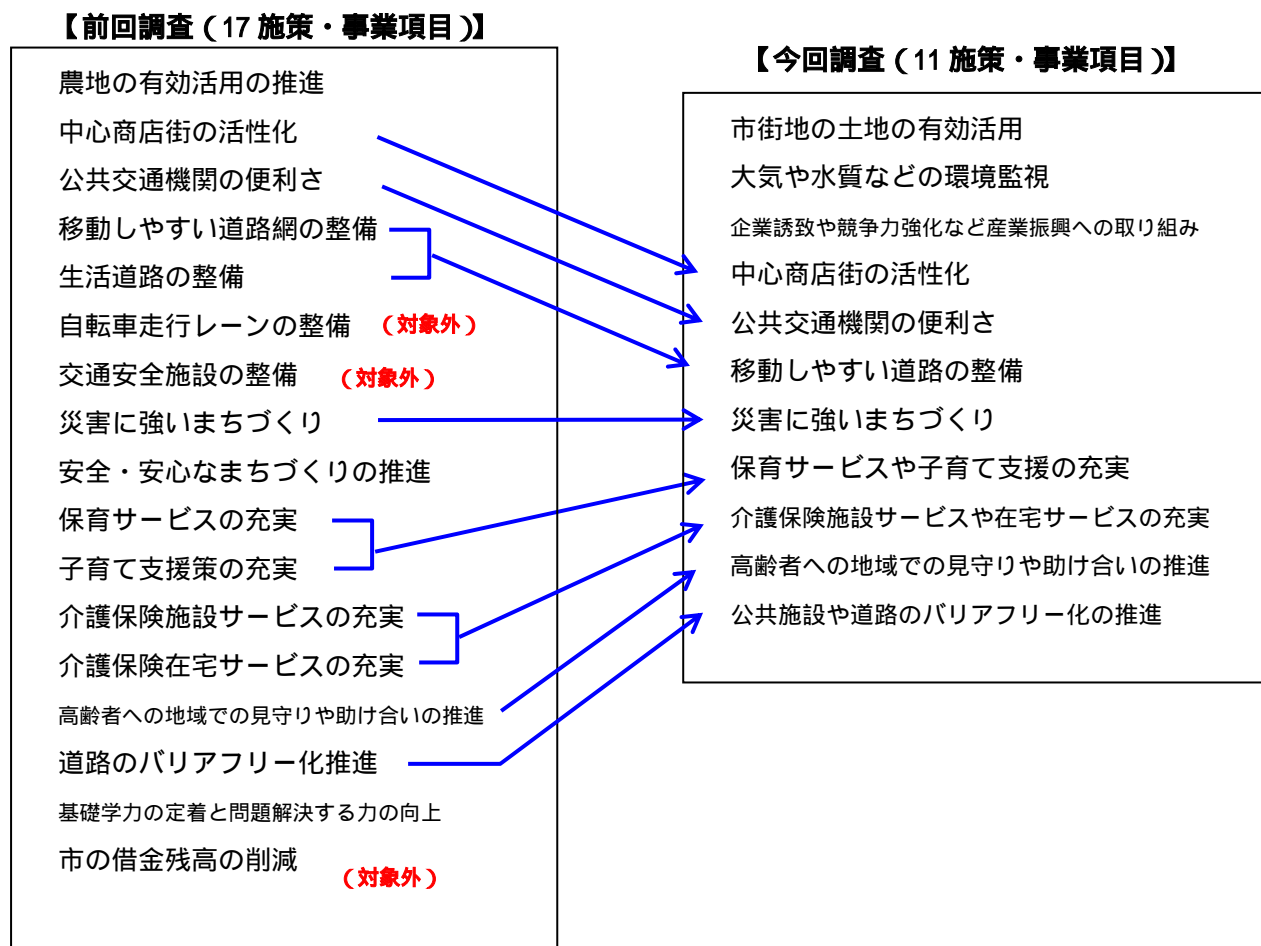 【前回調査（17 施策・事業項目）】
農地の有効活用の推進
中心商店街の活性化
公共交通機関の便利さ
移動しやすい道路網の整備
生活道路の整備
自転車走行レーンの整備 （対象外）
交通安全施設の整備 （対象外）
災害に強いまちづくり
安全・安心なまちづくりの推進
保育サービスの充実
子育て支援策の充実
介護保険施設サービスの充実
介護保険在宅サービスの充実
高齢者への地域での見守りや助け合いの推進
道路のバリアフリー化推進
基礎学力の定着と問題解決する力の向上
市の借金残高の削減 （対象外）
【今回調査（11 施策・事業項目）】
市街地の土地の有効活用
大気や水質などの環境監視
企業誘致や競争力強化など産業振興への取り組み
中心商店街の活性化
公共交通機関の便利さ
移動しやすい道路の整備
災害に強いまちづくり
保育サービスや子育て支援の充実
介護保険施設サービスや在宅サービスの充実
高齢者への地域での見守りや助け合いの推進
公共施設や道路のバリアフリー化の推進